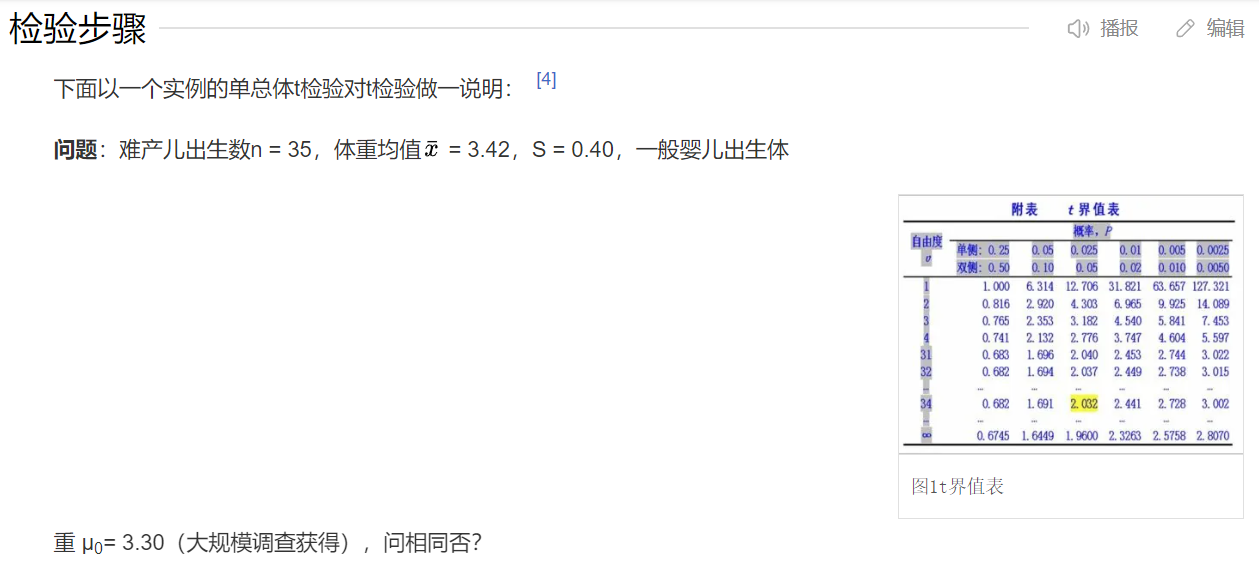 检验步骤
播报
编辑
下面以一个实例的单总体t检验对t检验做一说明： [4]
问题：难产儿出生数n = 35，体重均值x̄ = 3.42，S = 0.40，一般婴儿出生体
附表 t 界值表
概率，P
自由度
υ
单侧：0.25 0.05 0.025 0.01 0.005 0.0025
双侧：0.50 0.10 0.05 0.02 0.010 0.0050
1 1.000 6.314 12.706 31.821 63.657 127.321
2 0.816 2.920 4.303 6.965 9.925 14.089
3 0.765 2.353 3.182 4.540 5.841 7.453
4 0.741 2.132 2.776 3.747 4.604 5.597
31 0.683 1.696 2.040 2.453 2.744 3.022
32 0.682 1.694 2.037 2.449 2.738 3.015
… … … … … … …
34 0.682 1.691 2.032 2.441 2.728 3.002
… … … … … … …
∞ 0.6745 1.6449 1.9600 2.3263 2.5758 2.8070
图1t界值表
重 μ₀= 3.30（大规模调查获得），问相同否？